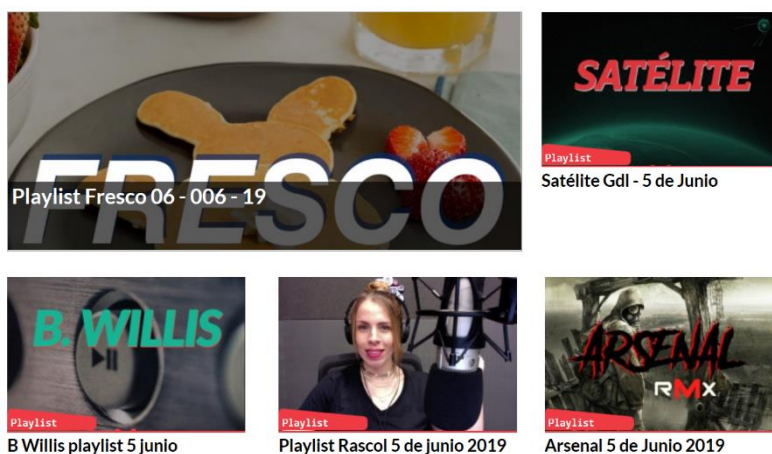 FRESCO
Playlist Fresco 06 - 006 - 19
SATÉLITE
Playlist
Satélite Gdl - 5 de Junio
B. WILLIS
Playlist
B Willis playlist 5 junio
Playlist
Playlist Rascol 5 de junio 2019
ARSENAL
RMX
Playlist
Arsenal 5 de Junio 2019